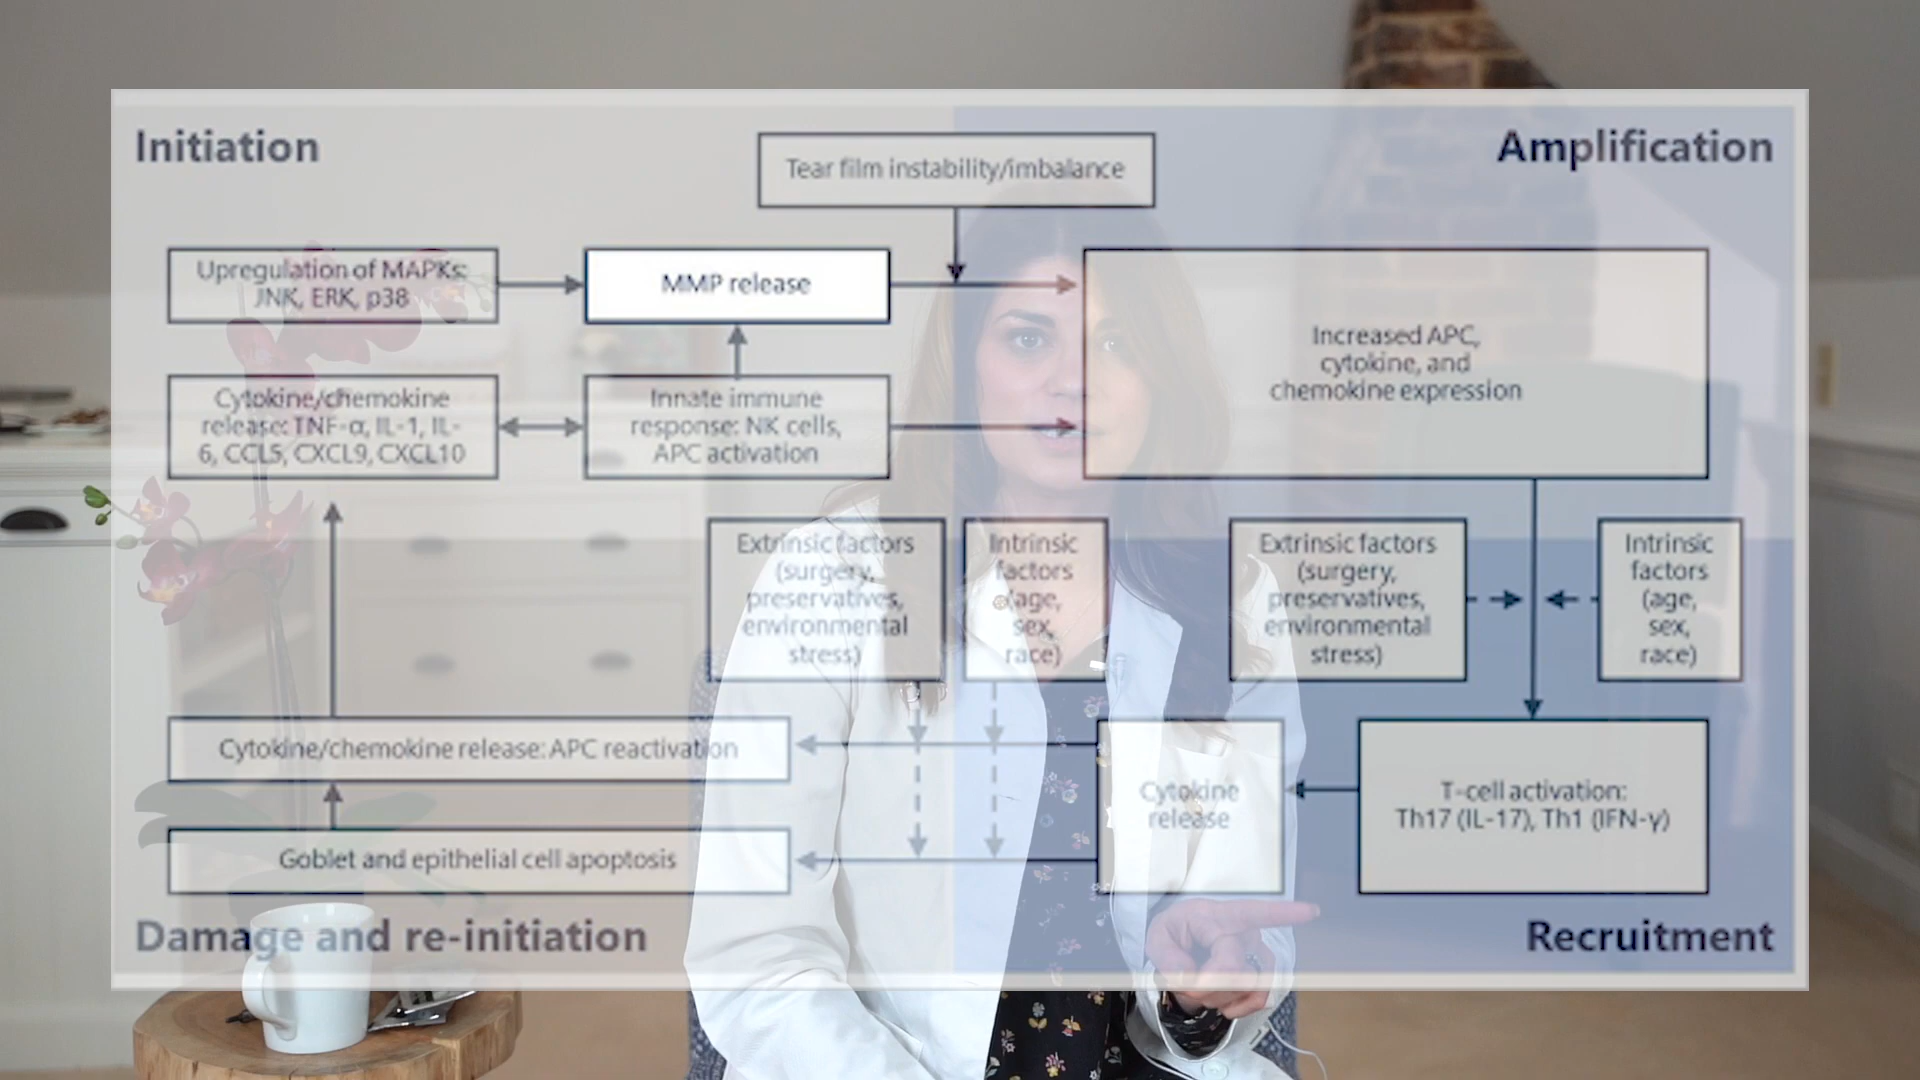 Initiation
Amplification
Tear film instability/imbalance
Upregulation of MAPKs:
JNK, ERK, p38
MMP release
Increased APC,
cytokine, and
chemokine expression
Cytokine/chemokine
release: TNF-α, IL-1, IL-
6, CCL5, CXCL9, CXCL10
Innate immune
response: NK cells,
APC activation
Extrinsic factors
(surgery,
preservatives,
environmental
stress)
Intrinsic
factors
(age,
sex,
race)
Extrinsic factors
(surgery,
preservatives,
environmental
stress)
Intrinsic
factors
(age,
sex,
race)
Cytokine/chemokine release: APC reactivation
Goblet and epithelial cell apoptosis
Cytokine
release
T-cell activation:
Th17 (IL-17), Th1 (IFN-γ)
Damage and re-initiation
Recruitment